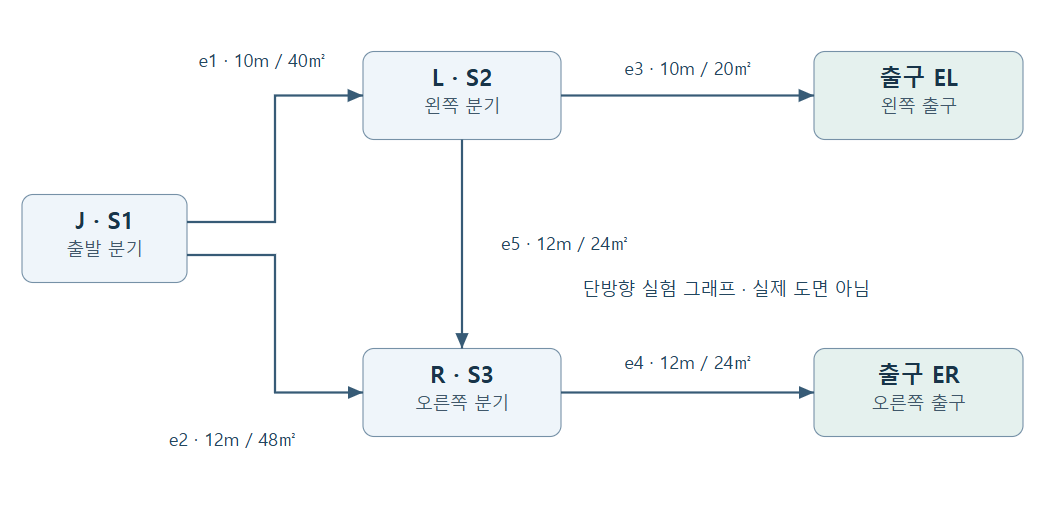 e1 · 10m / 40㎡
L · S2
왼쪽 분기
e3 · 10m / 20㎡
출구 EL
왼쪽 출구
J · S1
출발 분기
e5 · 12m / 24㎡
단방향 실험 그래프 · 실제 도면 아님
R · S3
오른쪽 분기
e4 · 12m / 24㎡
출구 ER
오른쪽 출구
e2 · 12m / 48㎡